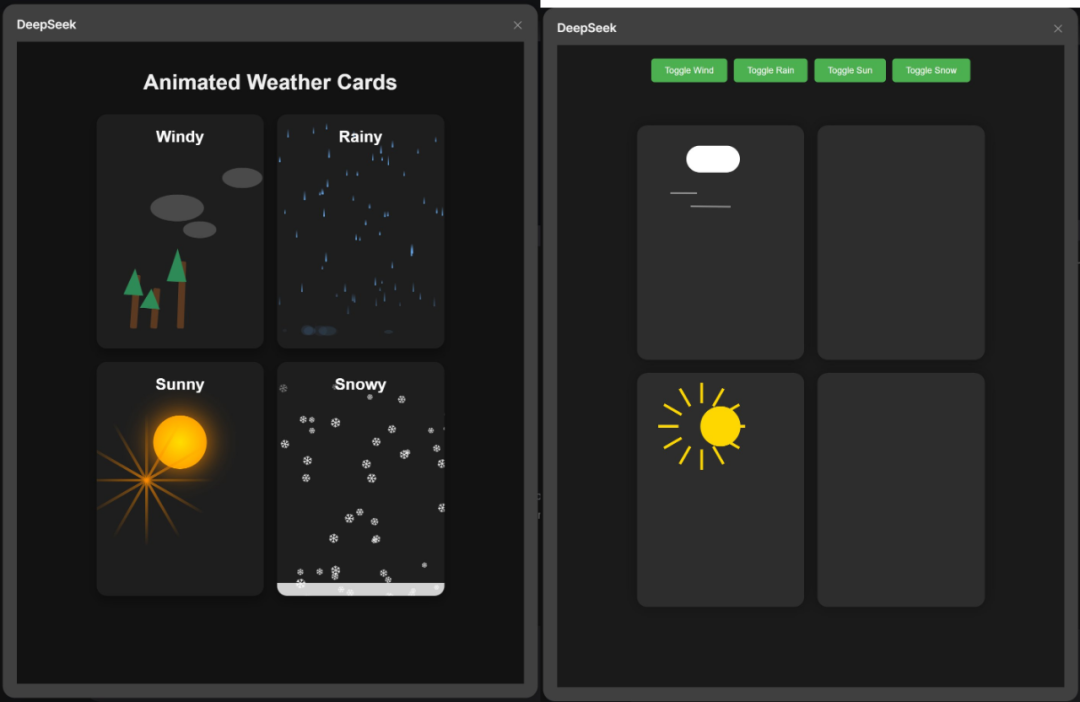 DeepSeek
Animated Weather Cards
Windy
Rainy
Sunny
Snowy
DeepSeek
Toggle Wind
Toggle Rain
Toggle Sun
Toggle Snow